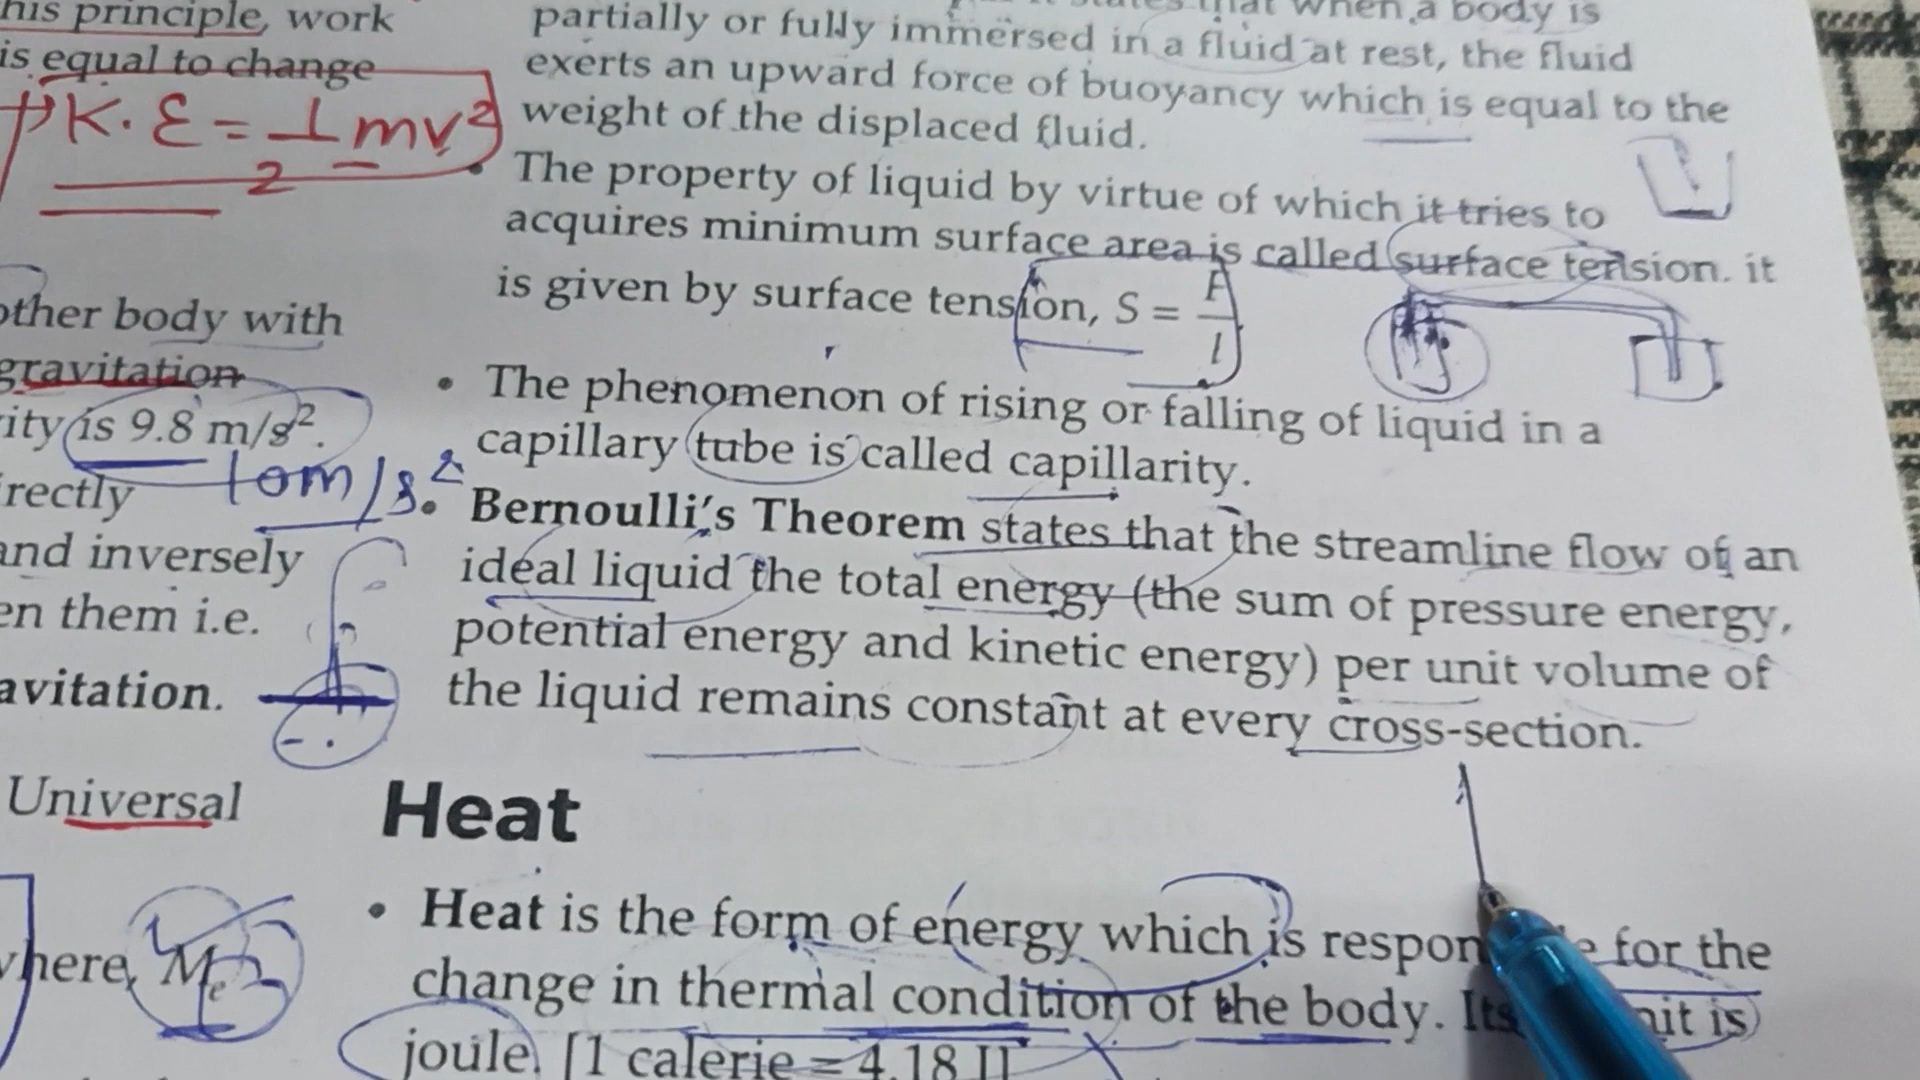 his principle, work
is equal to change
K.E = 1/2 mv²
other body with
gravitation
ity is 9.8 m/s².
10m/s²
rectly
and inversely
en them i.e.
avitation.
Universal
where, Me
when a body is
partially or fully immersed in a fluid at rest, the fluid
exerts an upward force of buoyancy which is equal to the
weight of the displaced fluid.
The property of liquid by virtue of which it tries to
acquires minimum surface area is called surface tension. it
is given by surface tension, S = F/l
• The phenomenon of rising or falling of liquid in a
capillary tube is called capillarity.
• Bernoulli's Theorem states that the streamline flow of an
ideal liquid the total energy (the sum of pressure energy,
potential energy and kinetic energy) per unit volume of
the liquid remains constant at every cross-section.
Heat
• Heat is the form of energy which is respon for the
change in thermal condition of the body. Its unit is
joule. [1 calerie = 4.18 J]